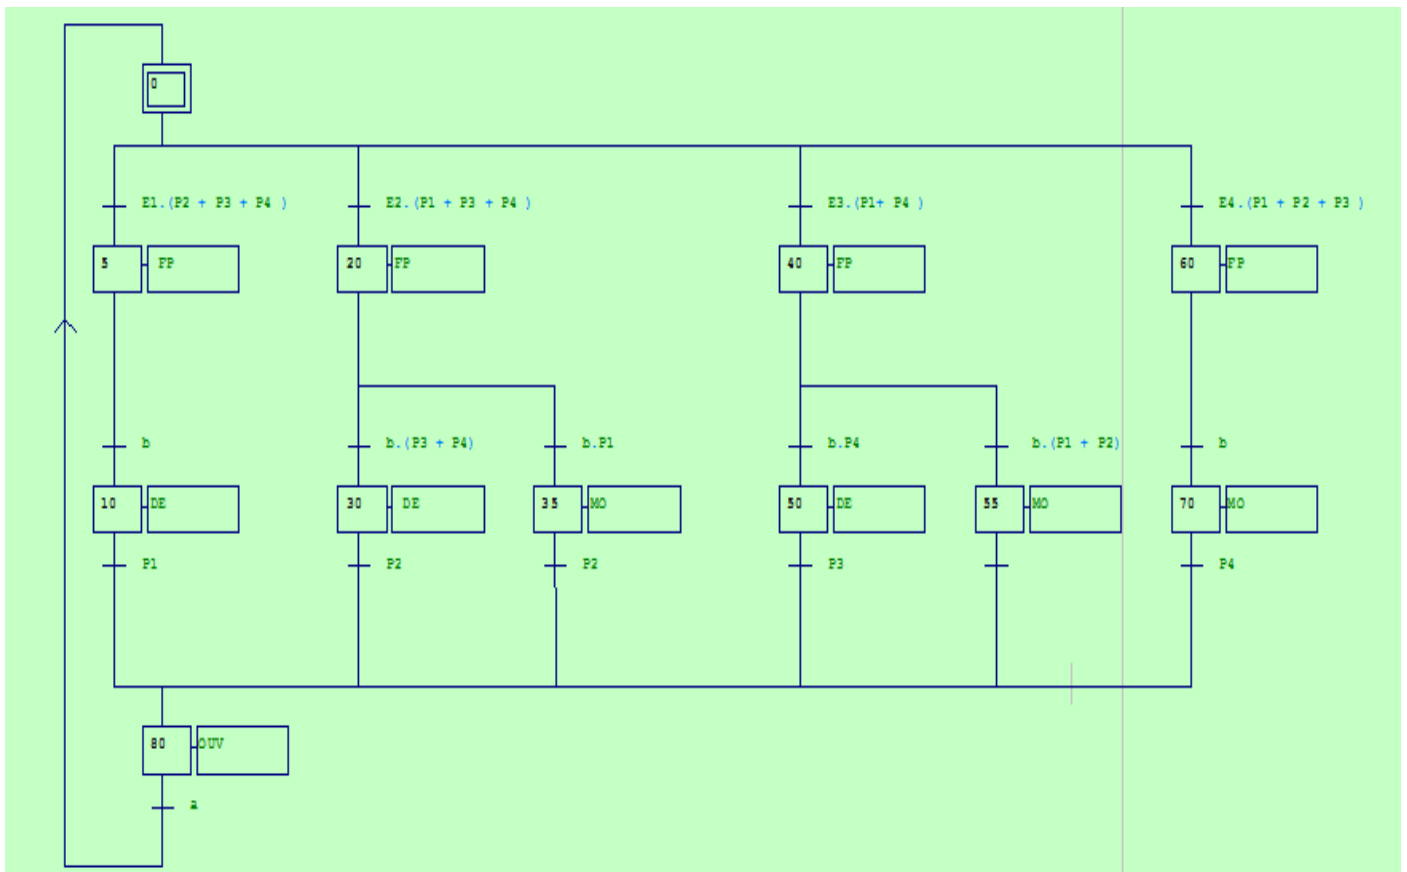 0
E1.(P2 + P3 + P4 )
E2.(P1 + P3 + P4 )
E3.(P1+ P4 )
E4.(P1 + P2 + P3 )
5 FP
20 FP
40 FP
60 FP
b
b.(P3 + P4)
b.P1
b.P4
b.(P1 + P2)
b
10 DE
30 DE
35 MO
50 DE
55 MO
70 MO
P1
P2
P2
P3
P4
80 OUV
a